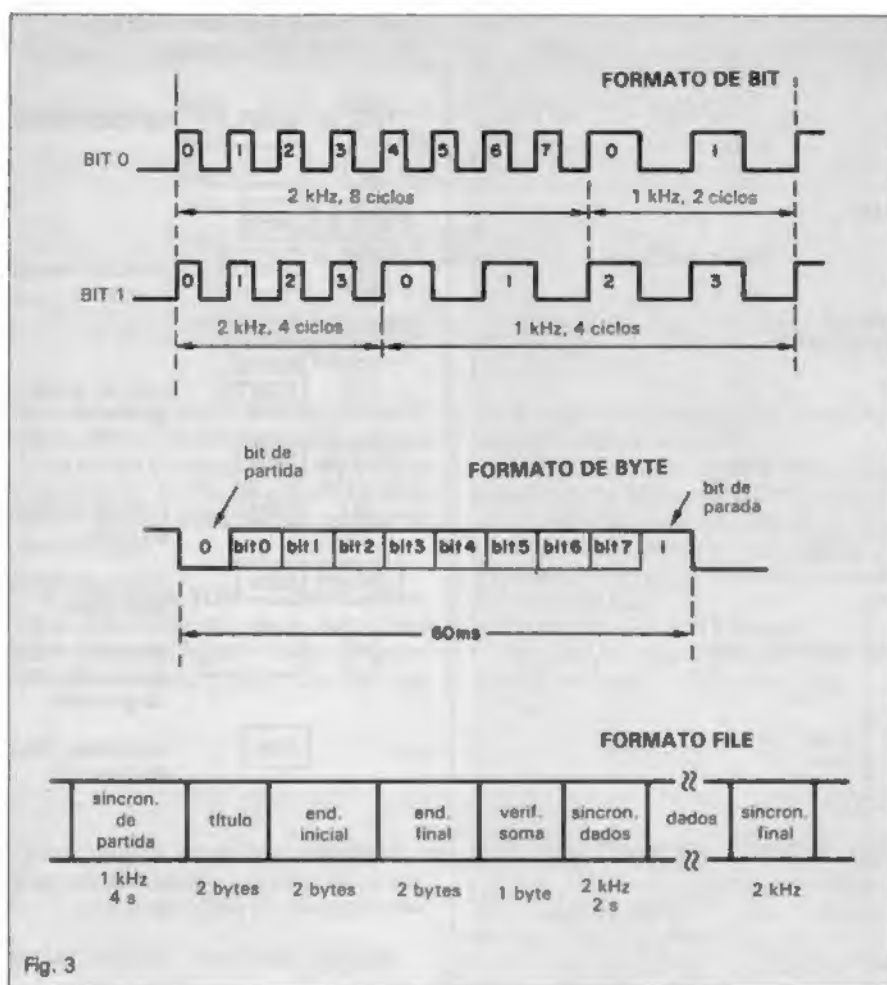 FORMATO DE BIT
BIT 0
0 1 2 3 4 5 6 7 0 1
2 kHz, 8 ciclos
1 kHz, 2 ciclos
BIT 1
0 1 2 3 0 1 2 3
2 kHz, 4 ciclos
1 kHz, 4 ciclos
bit de
partida
FORMATO DE BYTE
bit de
parada
0 bit0 bit1 bit2 bit3 bit4 bit5 bit6 bit7 1
60ms
FORMATO FILE
sincron.
de
partida
título
end.
inicial
end.
final
verif.
soma
sincron.
dados
dados
sincron.
final
1 kHz
4 s
2 bytes
2 bytes
2 bytes
1 byte
2 kHz
2 s
2 kHz
Fig. 3